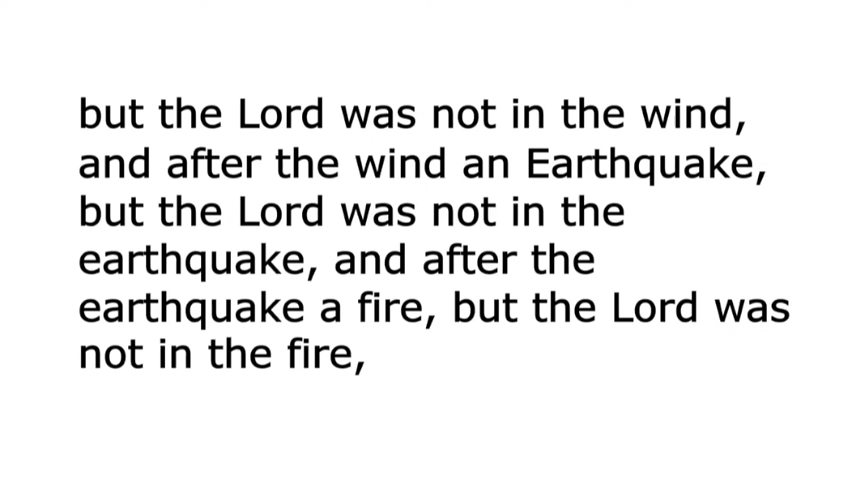 but the Lord was not in the wind,
and after the wind an Earthquake,
but the Lord was not in the
earthquake, and after the
earthquake a fire, but the Lord was
not in the fire,